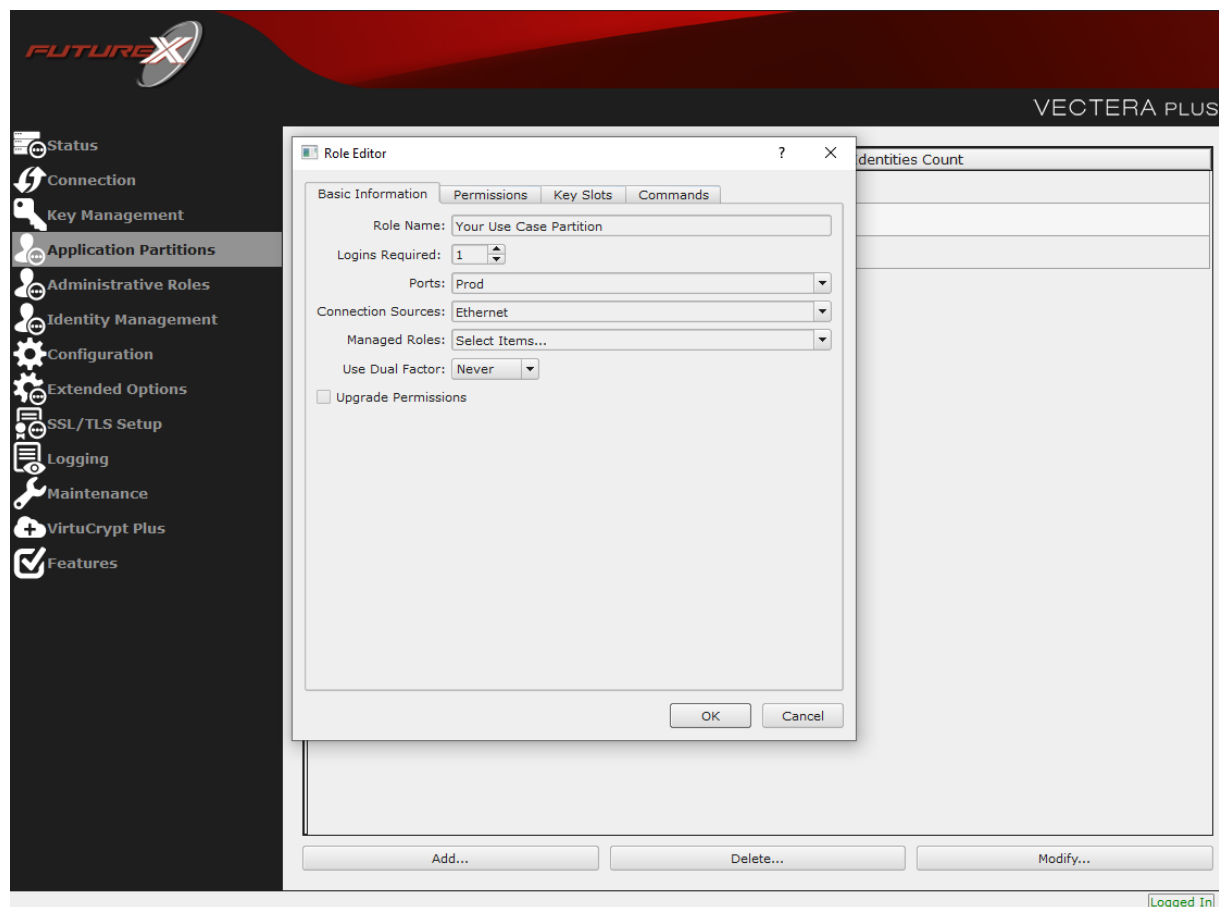 FUTUREX
VECTERA PLUS
Status
Connection
Key Management
Application Partitions
Administrative Roles
Identity Management
Configuration
Extended Options
SSL/TLS Setup
Logging
Maintenance
VirtuCrypt Plus
Features
Role Editor ?
Basic Information Permissions Key Slots Commands
Role Name: Your Use Case Partition
Logins Required: 1
Ports: Prod
Connection Sources: Ethernet
Managed Roles: Select Items...
Use Dual Factor: Never
Upgrade Permissions
OK Cancel
Identities Count
Add... Delete... Modify...
Logged In